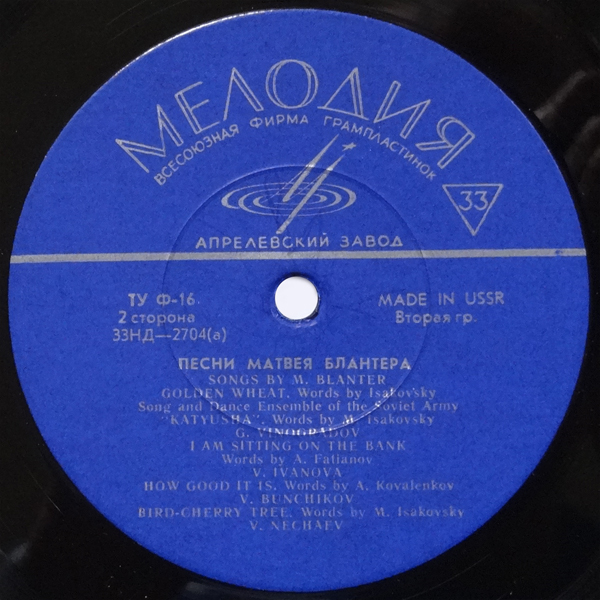 МЕЛОДИЯ
ВСЕСОЮЗНАЯ ФИРМА ГРАМПЛАСТИНОК
33
АПРЕЛЕВСКИЙ ЗАВОД
ТУ Ф-16.
MADE IN USSR
2 сторона
Вторая гр.
33НД—2704(а)
ПЕСНИ МАТВЕЯ БЛАНТЕРА
SONGS BY M. BLANTER
GOLDEN WHEAT. Words by Isakovsky
Song and Dance Ensemble of the Soviet Army
"KATYUSHA". Words by M. Isakovsky
G. VINOGRADOV
I AM SITTING ON THE BANK
Words by A. Fatianov
V. IVANOVA
HOW GOOD IT IS. Words by A. Kovalenkov
V. BUNCHIKOV
BIRD-CHERRY TREE. Words by M. Isakovsky
V. NECHAEV